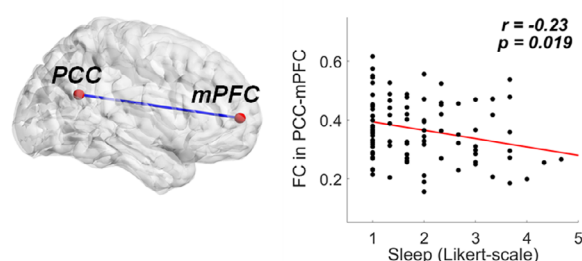 PCC
mPFC
r = -0.23
p = 0.019
FC in PCC-mPFC
0.6
0.4
0.2
1 2 3 4 5
Sleep (Likert-scale)